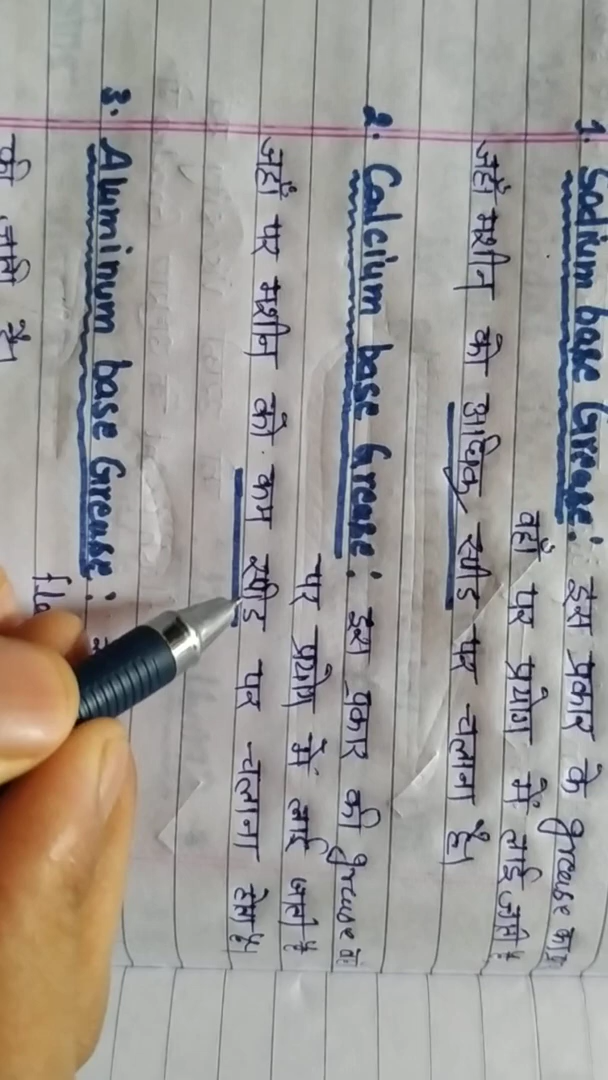 1. Sodium base Grease: इस प्रकार के grease का
वहाँ पर प्रयोग में लाई जाती है
जहाँ मशीन को अधिक स्पीड पर चलाना है।
2. Calcium base Grease: इस प्रकार की grease का
पर प्रयोग में लाई जाती है
जहाँ पर मशीन को कम स्पीड पर चलाना होता है।
3. Aluminum base Grease:
की जाती है।